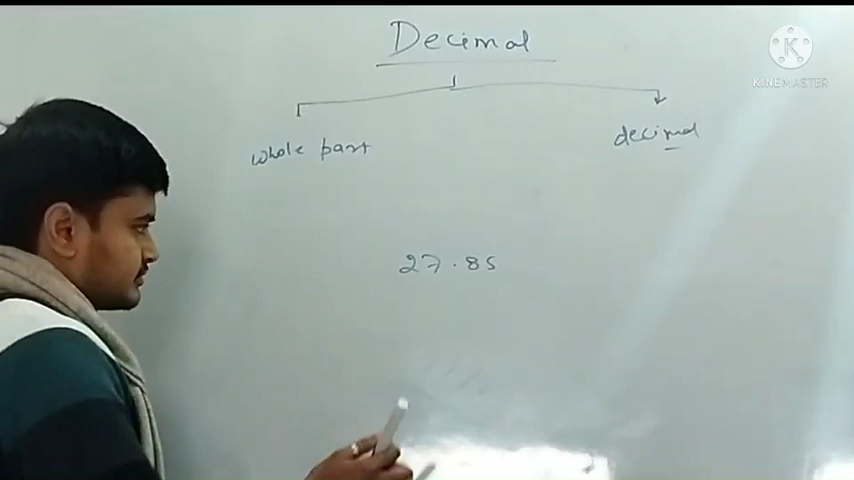 Decimal
K
KINEMASTER
whole part
decimal
27.85